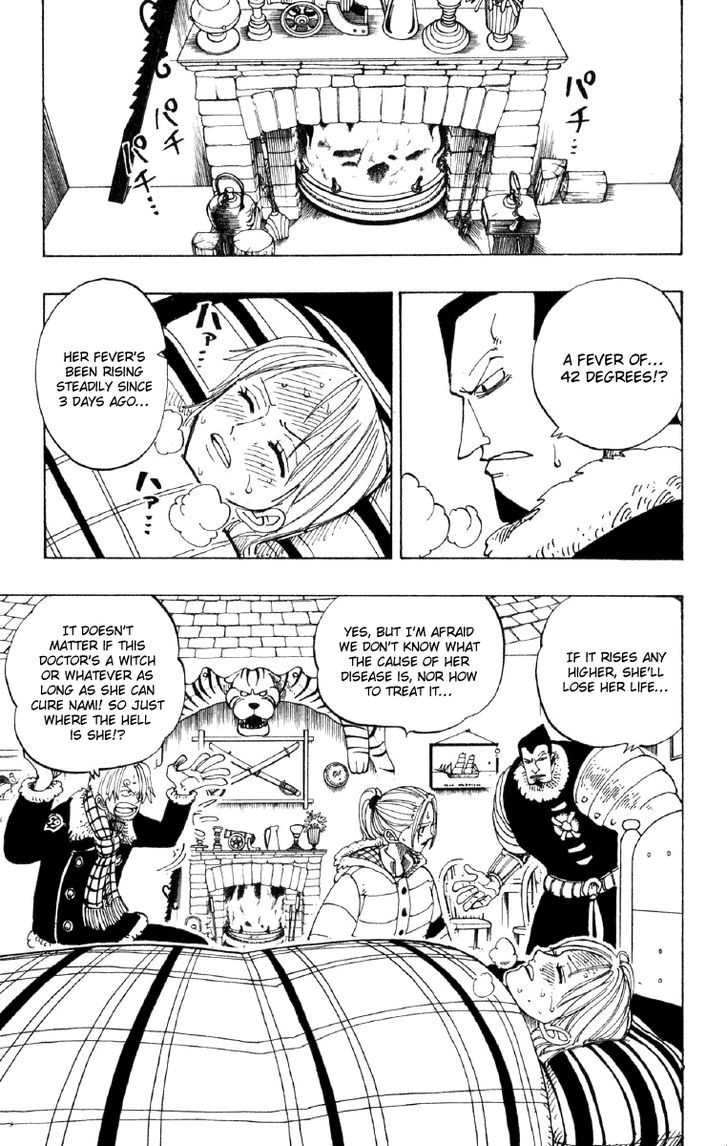 パチ
パチ…
パチ…
A FEVER OF...
42 DEGREES!?
HER FEVER'S
BEEN RISING
STEADILY SINCE
3 DAYS AGO...
ハァ…
ハァ…
IF IT RISES ANY
HIGHER, SHE'LL
LOSE HER LIFE...
YES, BUT I'M AFRAID
WE DON'T KNOW WHAT
THE CAUSE OF HER
DISEASE IS, NOR HOW
TO TREAT IT...
IT DOESN'T
MATTER IF THIS
DOCTOR'S A WITCH
OR WHATEVER AS
LONG AS SHE CAN
CURE NAMI! SO JUST
WHERE THE HELL
IS SHE!?